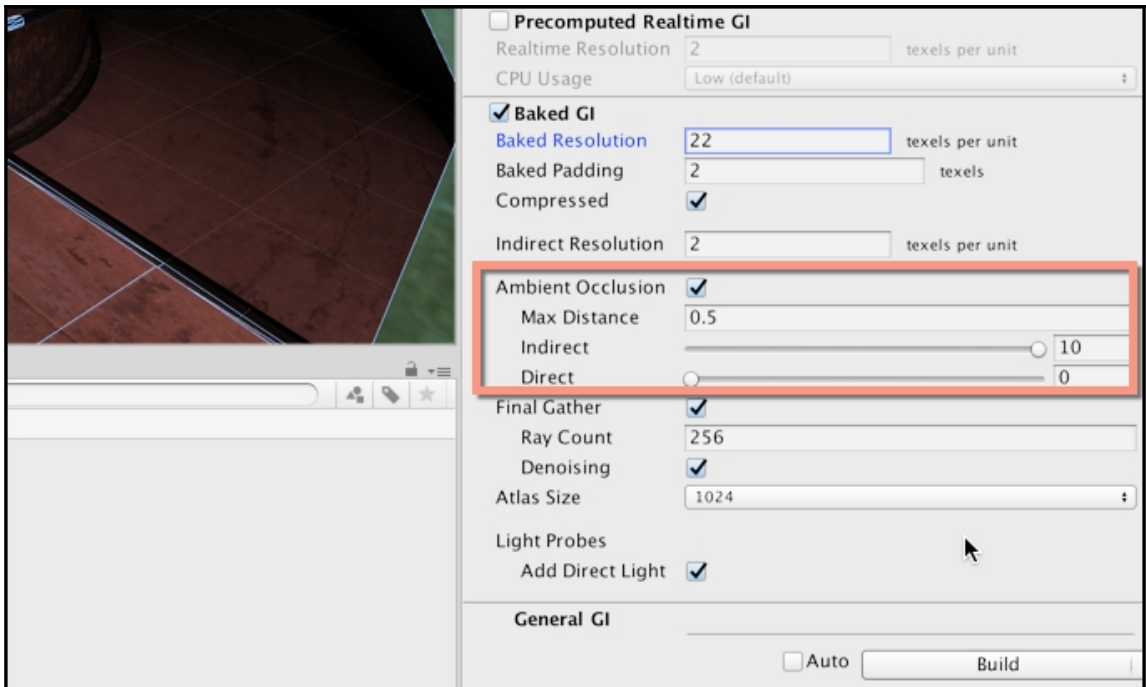 Precomputed Realtime GI
Realtime Resolution 2 texels per unit
CPU Usage Low (default)
Baked GI
Baked Resolution 22 texels per unit
Baked Padding 2 texels
Compressed
Indirect Resolution 2 texels per unit
Ambient Occlusion
Max Distance 0.5
Indirect 10
Direct 0
Final Gather
Ray Count 256
Denoising
Atlas Size 1024
Light Probes
Add Direct Light
General GI
Auto Build